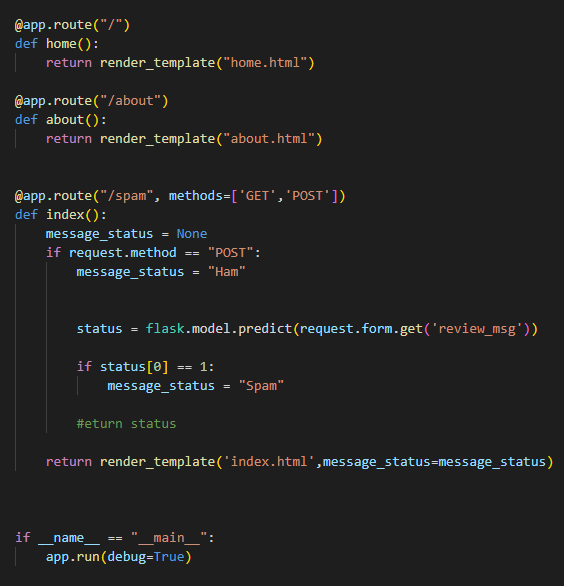 @app.route("/")
def home():
    return render_template("home.html")
@app.route("/about")
def about():
    return render_template("about.html")
@app.route("/spam", methods=['GET','POST'])
def index():
    message_status = None
    if request.method == "POST":
        message_status = "Ham"
        status = flask.model.predict(request.form.get('review_msg'))
        if status[0] == 1:
            message_status = "Spam"
        #eturn status
    return render_template('index.html',message_status=message_status)
if __name__ == "__main__":
    app.run(debug=True)